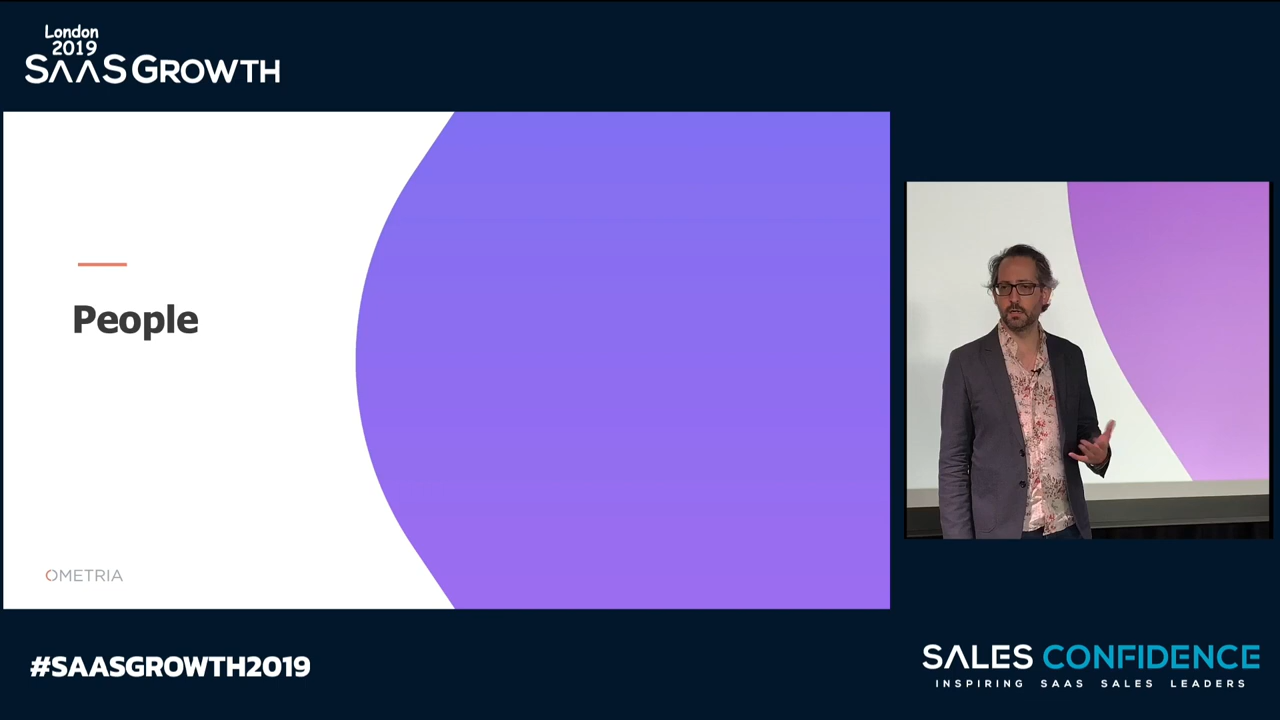 London
2019
SAAS GROWTH
People
OMETRIA
#SAASGROWTH2019
SALES CONFIDENCE
INSPIRING SAAS SALES LEADERS